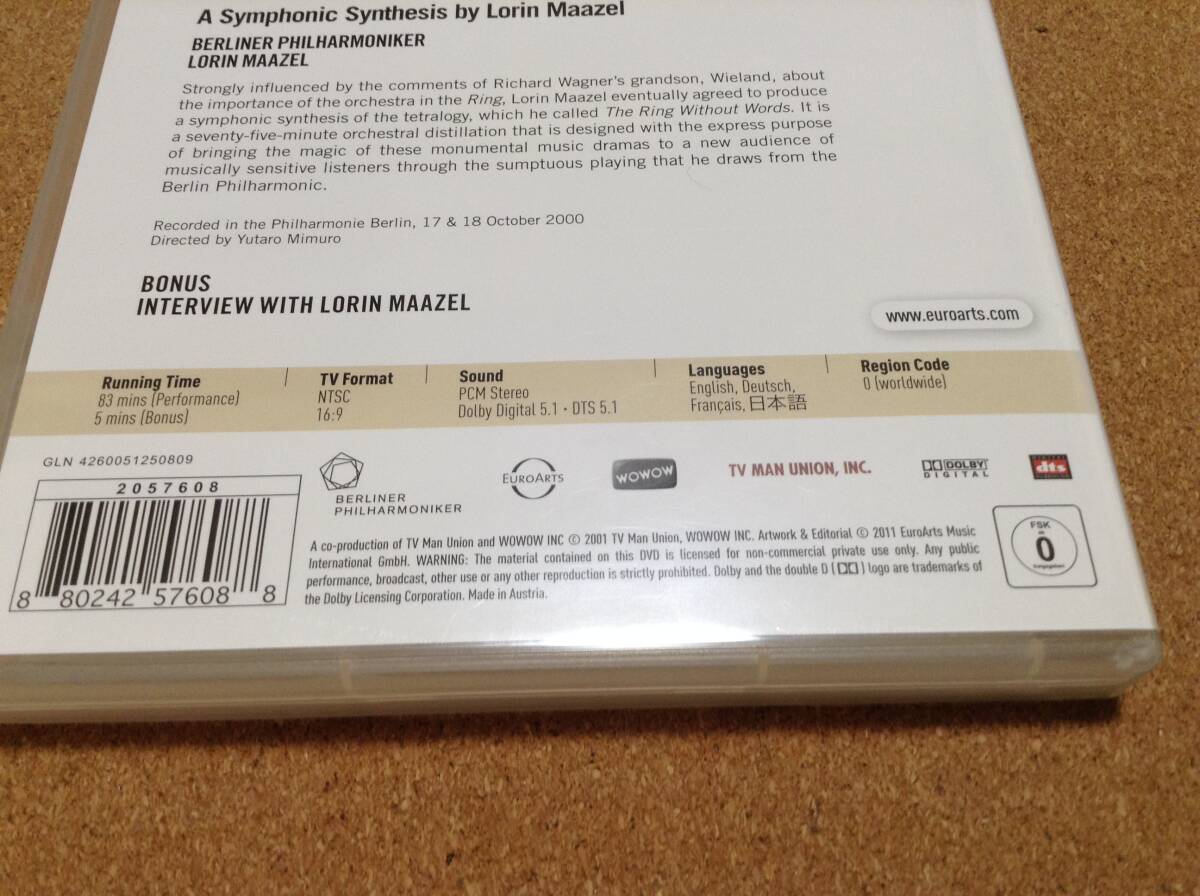 A Symphonic Synthesis by Lorin Maazel
BERLINER PHILHARMONIKER
LORIN MAAZEL
Strongly influenced by the comments of Richard Wagner's grandson, Wieland, about
the importance of the orchestra in the Ring, Lorin Maazel eventually agreed to produce
a symphonic synthesis of the tetralogy, which he called The Ring Without Words. It is
a seventy-five-minute orchestral distillation that is designed with the express purpose
of bringing the magic of these monumental music dramas to a new audience of
musically sensitive listeners through the sumptuous playing that he draws from the
Berlin Philharmonic.
Recorded in the Philharmonie Berlin, 17 & 18 October 2000
Directed by Yutaro Mimuro
BONUS
INTERVIEW WITH LORIN MAAZEL
www.euroarts.com
Running Time
83 mins (Performance)
5 mins (Bonus)
TV Format
NTSC
16:9
Sound
PCM Stereo
Dolby Digital 5.1 · DTS 5.1
Languages
English, Deutsch,
Français, 日本語
Region Code
0 (worldwide)
GLN 4260051250809
2057608
8 80242 57608 8
BERLINER
PHILHARMONIKER
EUROARTS
WOWOW
TV MAN UNION, INC.
DOLBY
DIGITAL
dts
A co-production of TV Man Union and WOWOW INC ℗ 2001 TV Man Union, WOWOW INC. Artwork & Editorial © 2011 EuroArts Music
International GmbH. WARNING: The material contained on this DVD is licensed for non-commercial private use only. Any public
performance, broadcast, other use or any other reproduction is strictly prohibited. Dolby and the double D ( ) logo are trademarks of
the Dolby Licensing Corporation. Made in Austria.
FSK
0